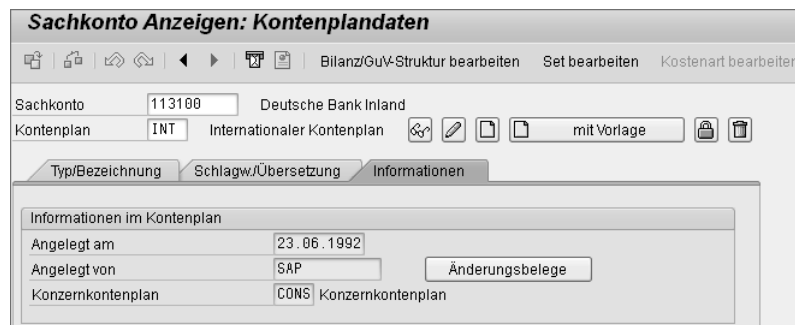 Sachkonto Anzeigen: Kontenplandaten
Bilanz/GuV-Struktur bearbeiten Set bearbeiten Kostenart bearbeiten
Sachkonto 113100 Deutsche Bank Inland
Kontenplan INT Internationaler Kontenplan mit Vorlage
Typ/Bezeichnung Schlagw./Übersetzung Informationen
Informationen im Kontenplan
Angelegt am 23.06.1992
Angelegt von SAP Änderungsbelege
Konzernkontenplan CONS Konzernkontenplan